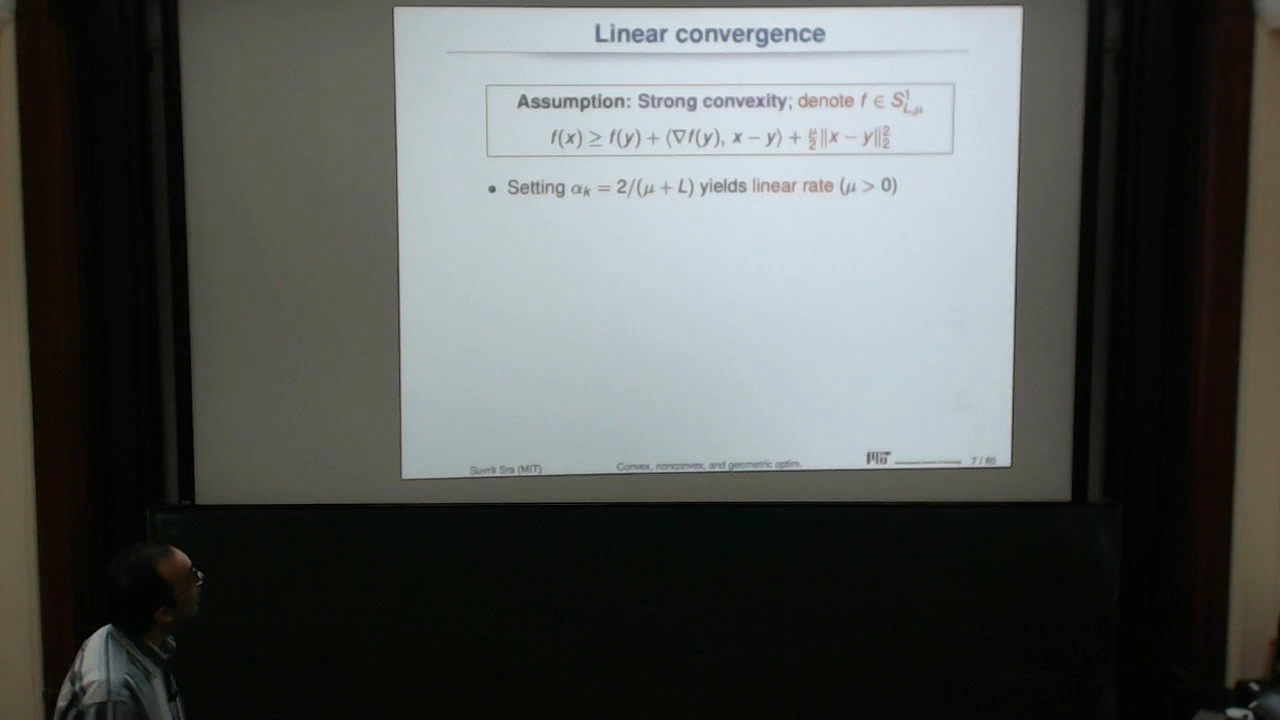 Linear convergence
Assumption: Strong convexity; denote f ∈ S¹_{L,μ}
f(x) ≥ f(y) + ⟨∇f(y), x − y⟩ + μ/2 ‖x − y‖²₂
• Setting αₖ = 2/(μ + L) yields linear rate (μ > 0)
Suvrit Sra (MIT) Convex, nonconvex, and geometric optim. 7 / 60